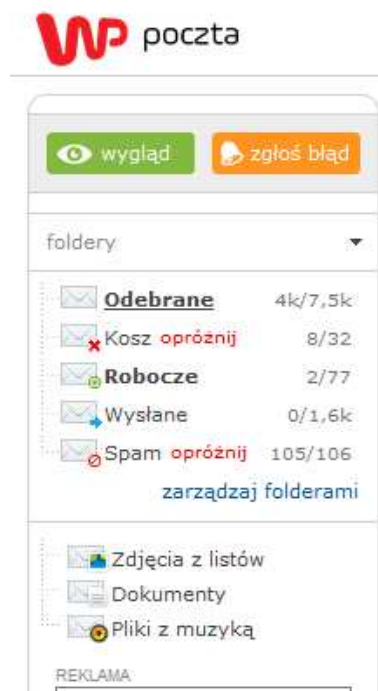 WP poczta
wygląd zgłoś błąd
foldery
Odebrane 4k/7,5k
Kosz opróżnij 8/32
Robocze 2/77
Wysłane 0/1,6k
Spam opróżnij 105/106
zarządzaj folderami
Zdjęcia z listów
Dokumenty
Pliki z muzyką
REKLAMA